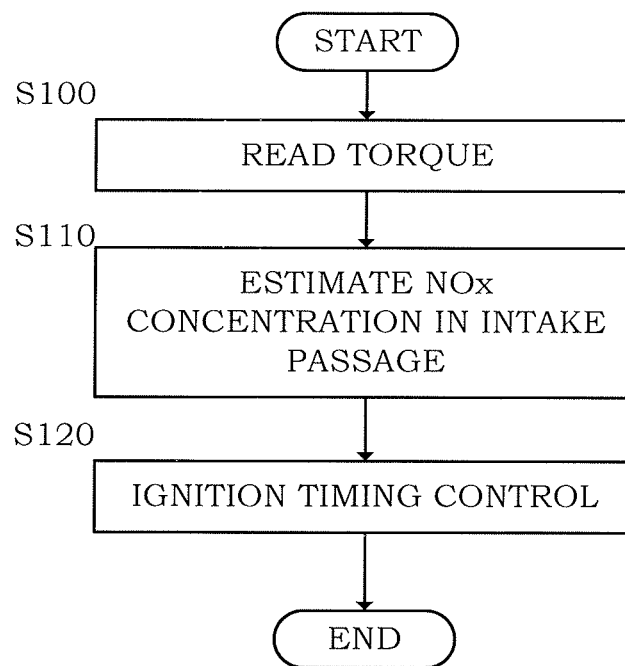 START
S100
READ TORQUE
S110
ESTIMATE NOx
CONCENTRATION IN INTAKE
PASSAGE
S120
IGNITION TIMING CONTROL
END